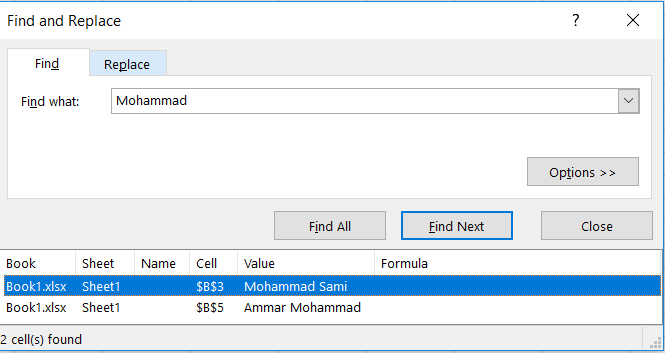 Find and Replace ? ×
Find Replace
Find what: Mohammad
Options >>
Find All Find Next Close
Book Sheet Name Cell Value Formula
Book1.xlsx Sheet1 $B$3 Mohammad Sami
Book1.xlsx Sheet1 $B$5 Ammar Mohammad
2 cell(s) found